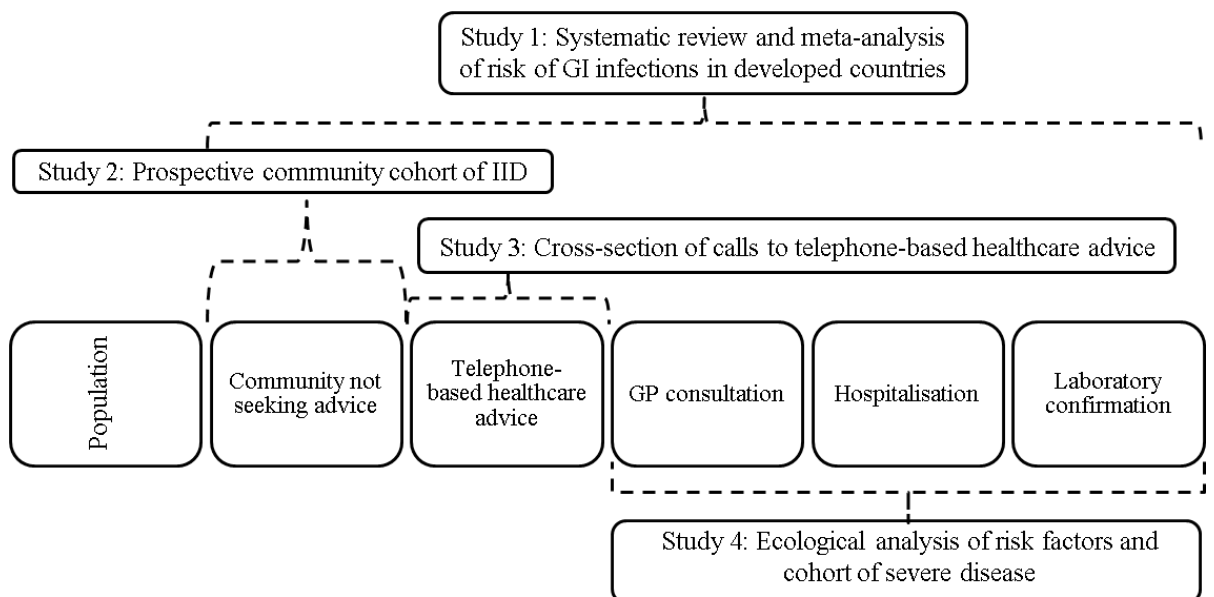 Study 1: Systematic review and meta-analysis
of risk of GI infections in developed countries
Study 2: Prospective community cohort of IID
Study 3: Cross-section of calls to telephone-based healthcare advice
Population
Community not
seeking advice
Telephone-
based healthcare
advice
GP consultation
Hospitalisation
Laboratory
confirmation
Study 4: Ecological analysis of risk factors and
cohort of severe disease